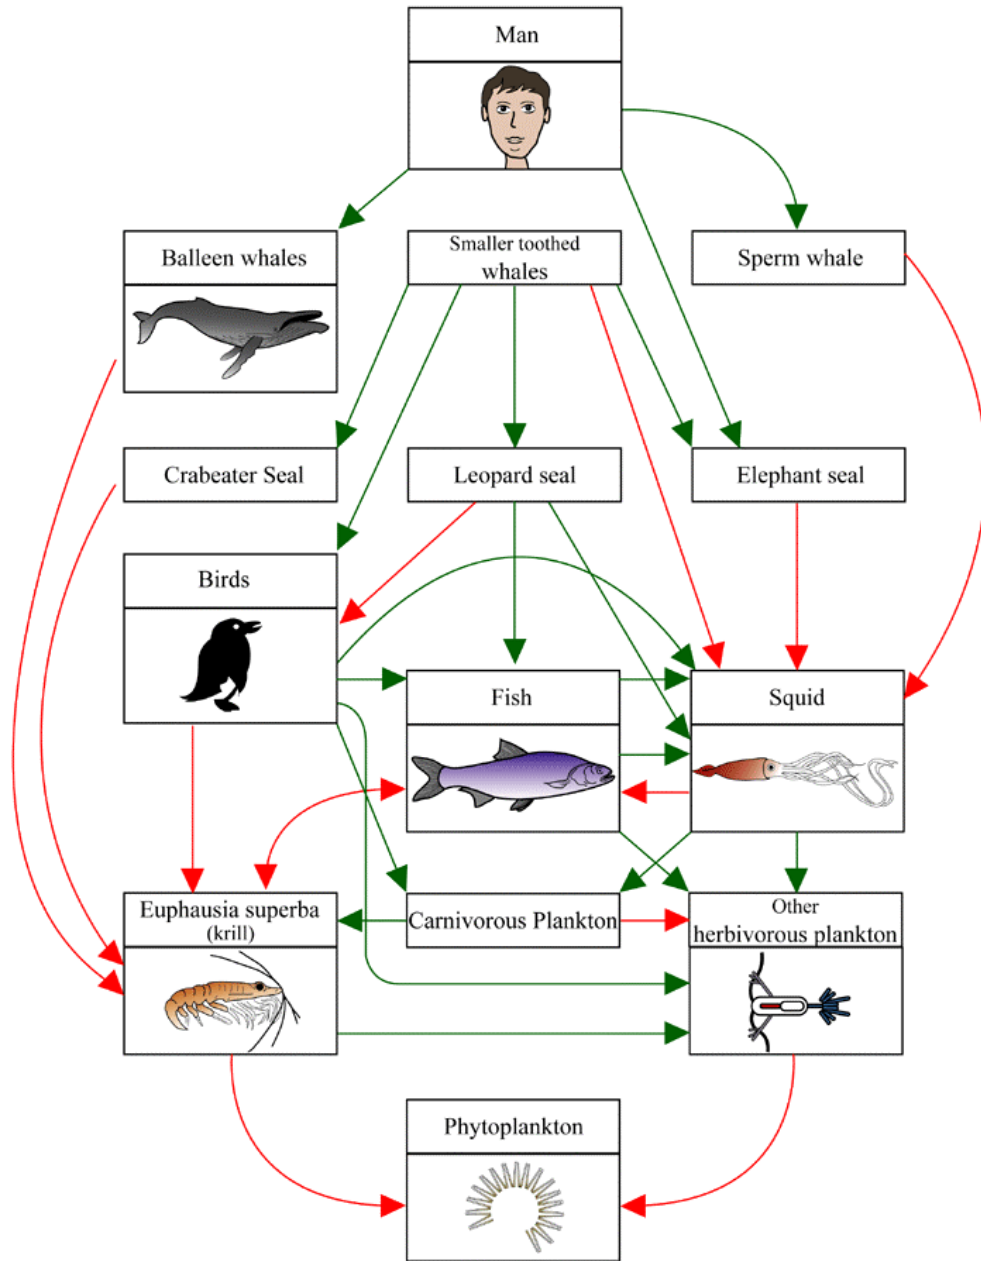 Man
Balleen whales
Smaller toothed
whales
Sperm whale
Crabeater Seal
Leopard seal
Elephant seal
Birds
Fish
Squid
Euphausia superba
(krill)
Carnivorous Plankton
Other
herbivorous plankton
Phytoplankton